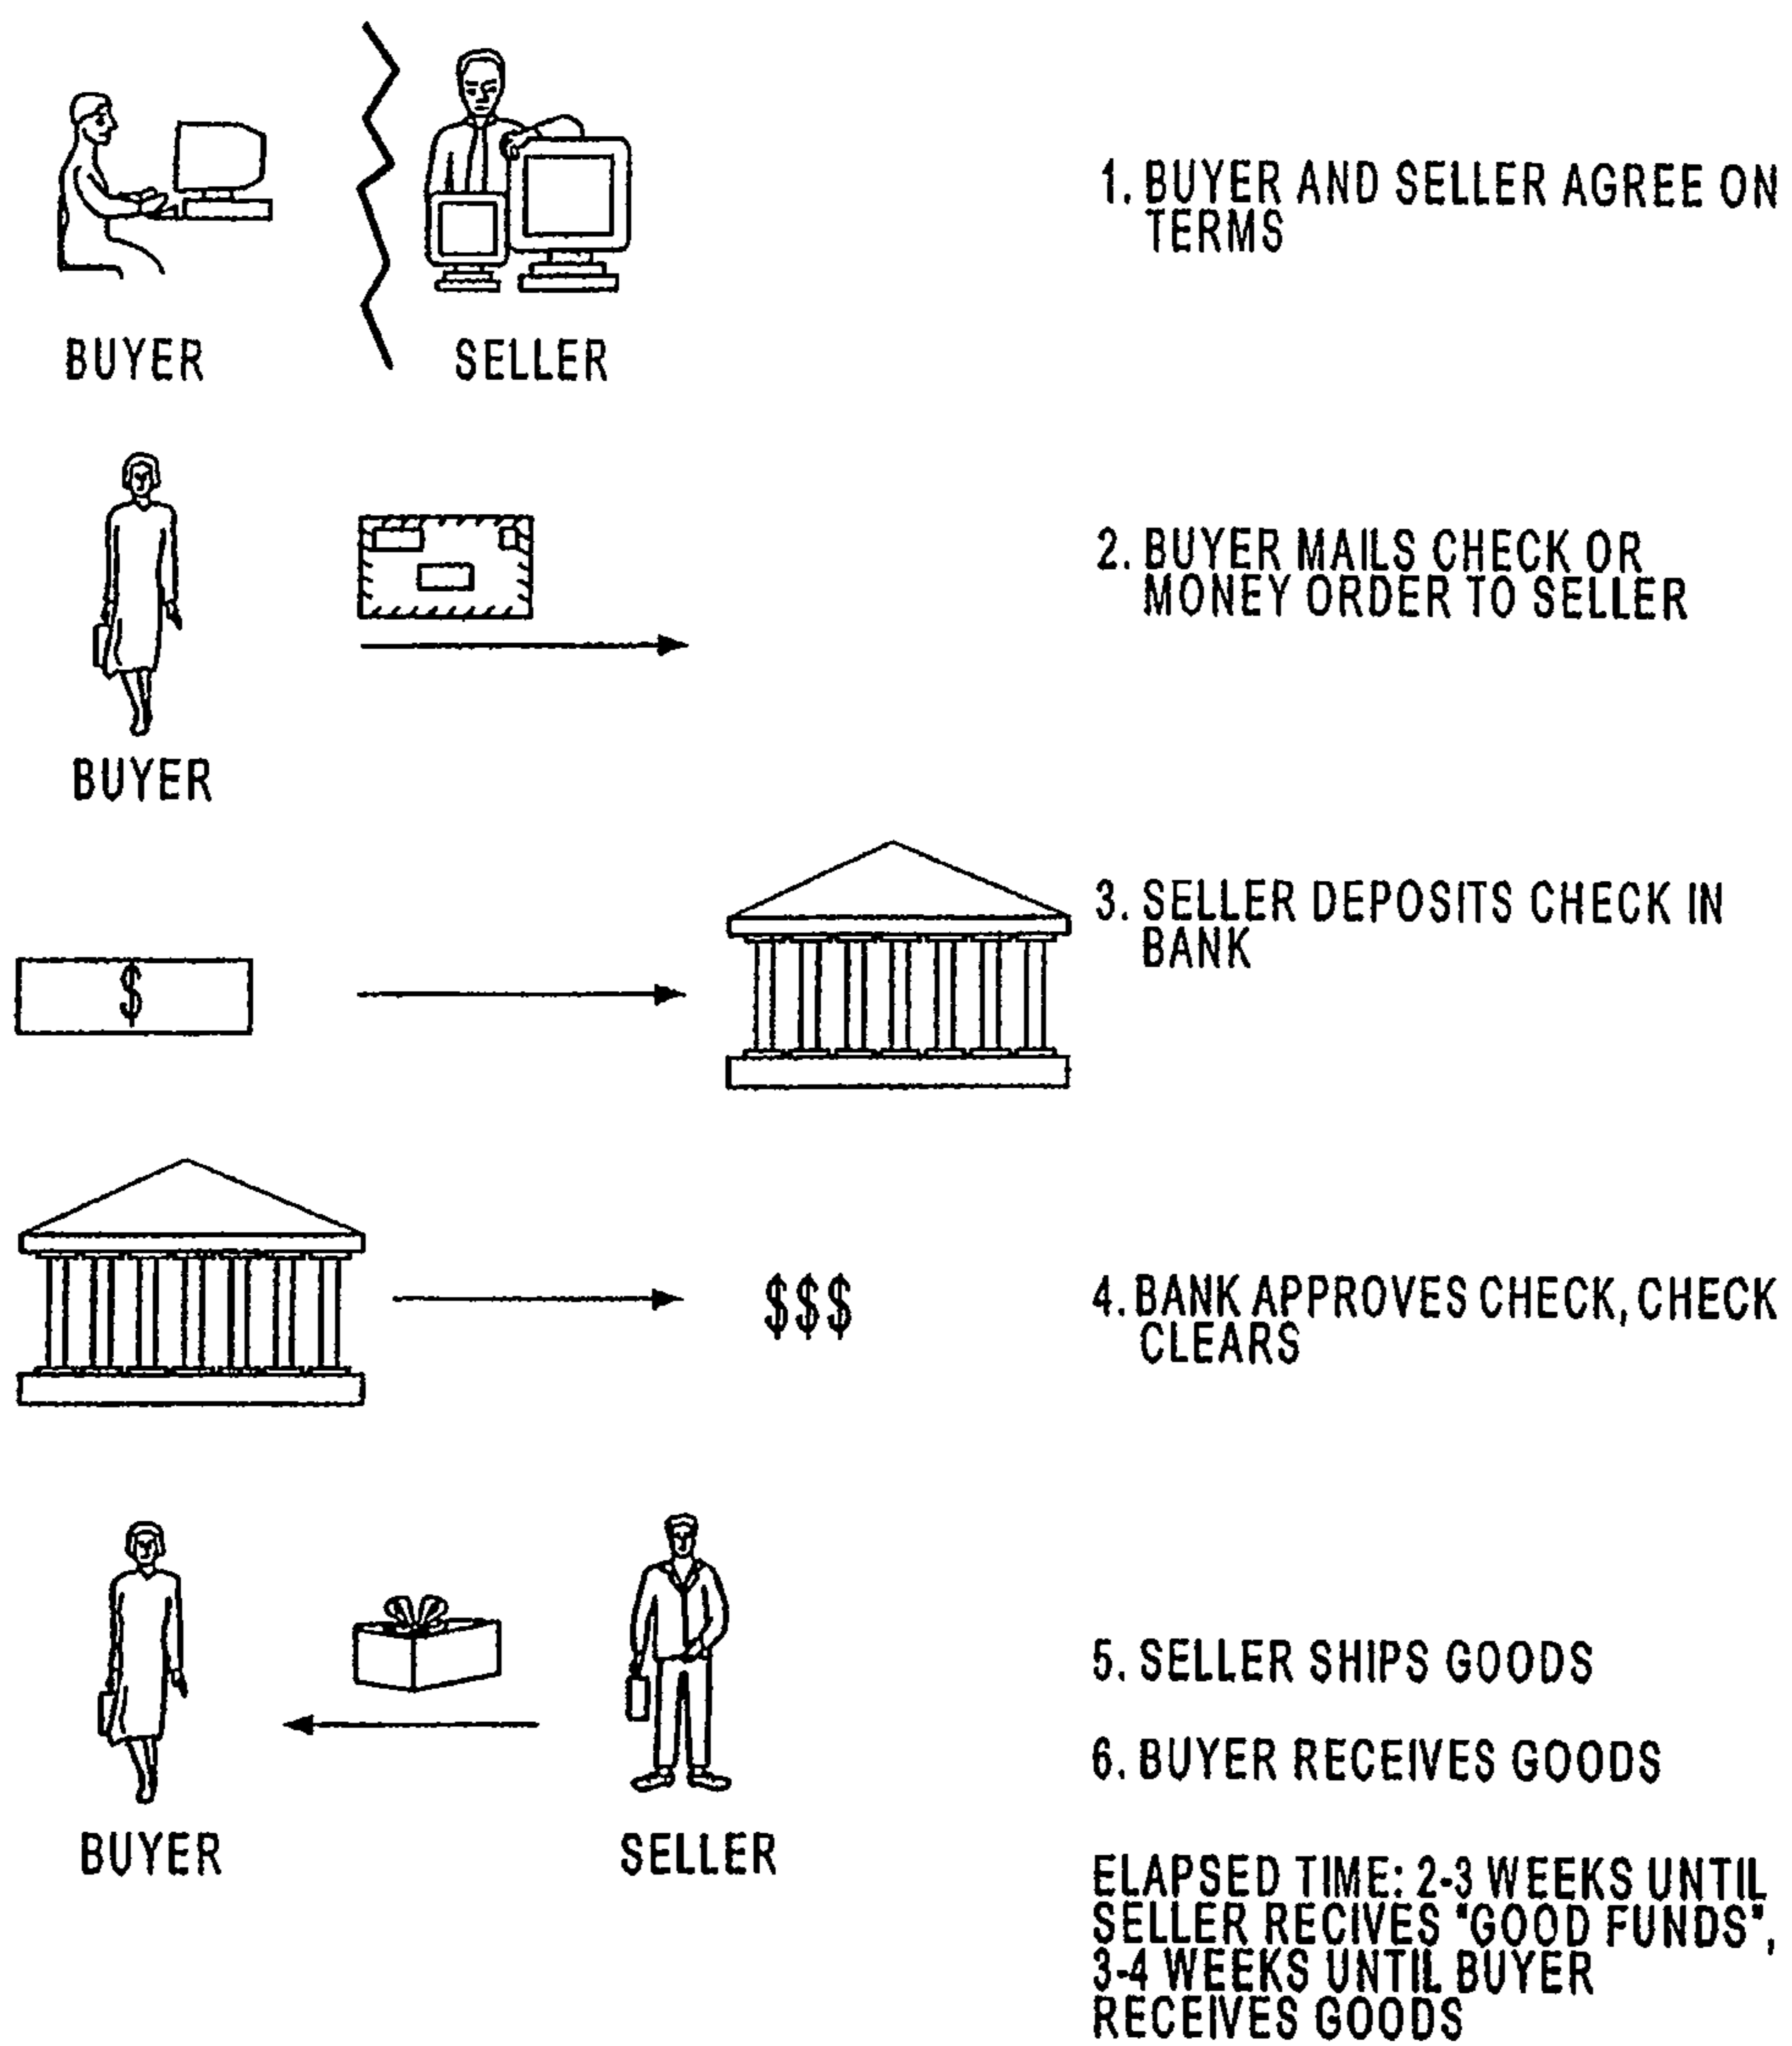 BUYER
SELLER
1. BUYER AND SELLER AGREE ON
TERMS
2. BUYER MAILS CHECK OR
MONEY ORDER TO SELLER
BUYER
3. SELLER DEPOSITS CHECK IN
BANK
$
$$$
4. BANK APPROVES CHECK, CHECK
CLEARS
5. SELLER SHIPS GOODS
6. BUYER RECEIVES GOODS
BUYER
SELLER
ELAPSED TIME: 2-3 WEEKS UNTIL
SELLER RECIVES "GOOD FUNDS",
3-4 WEEKS UNTIL BUYER
RECEIVES GOODS